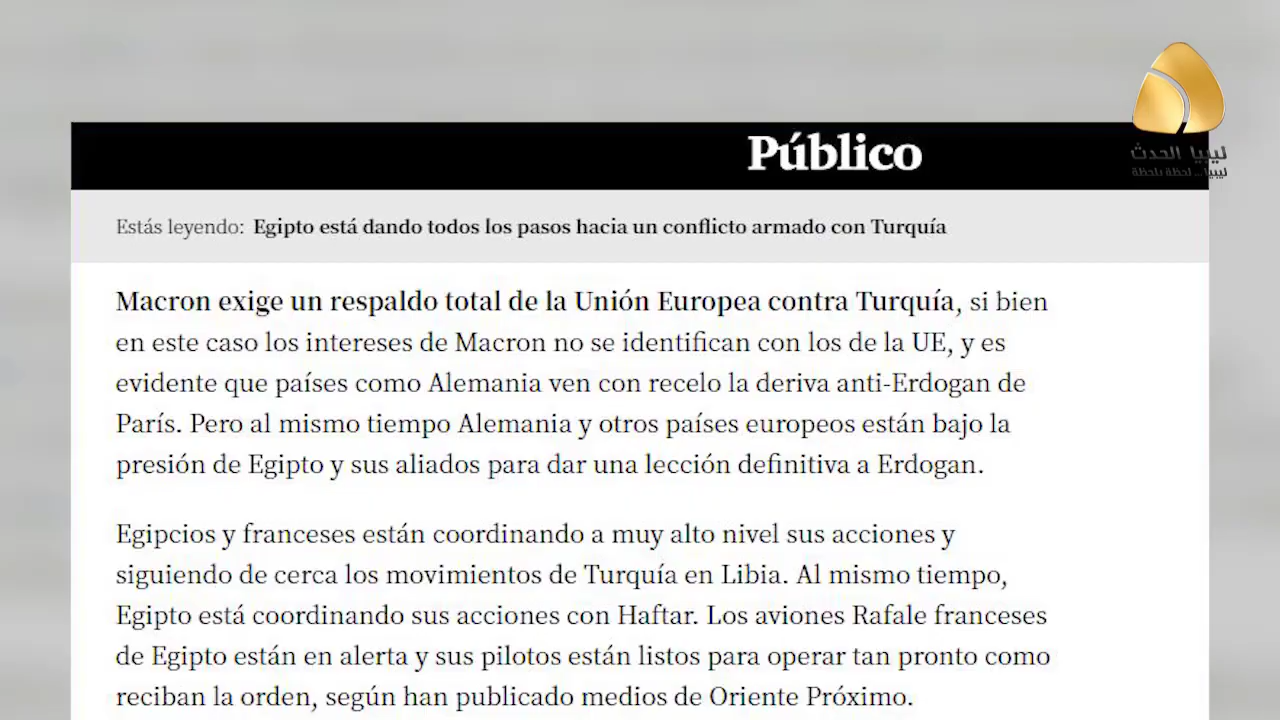 Público
ليبيا الحدث
ليبيا ... لحظة بلحظة
Estás leyendo: Egipto está dando todos los pasos hacia un conflicto armado con Turquía
Macron exige un respaldo total de la Unión Europea contra Turquía, si bien
en este caso los intereses de Macron no se identifican con los de la UE, y es
evidente que países como Alemania ven con recelo la deriva anti-Erdogan de
París. Pero al mismo tiempo Alemania y otros países europeos están bajo la
presión de Egipto y sus aliados para dar una lección definitiva a Erdogan.
Egipcios y franceses están coordinando a muy alto nivel sus acciones y
siguiendo de cerca los movimientos de Turquía en Libia. Al mismo tiempo,
Egipto está coordinando sus acciones con Haftar. Los aviones Rafale franceses
de Egipto están en alerta y sus pilotos están listos para operar tan pronto como
reciban la orden, según han publicado medios de Oriente Próximo.